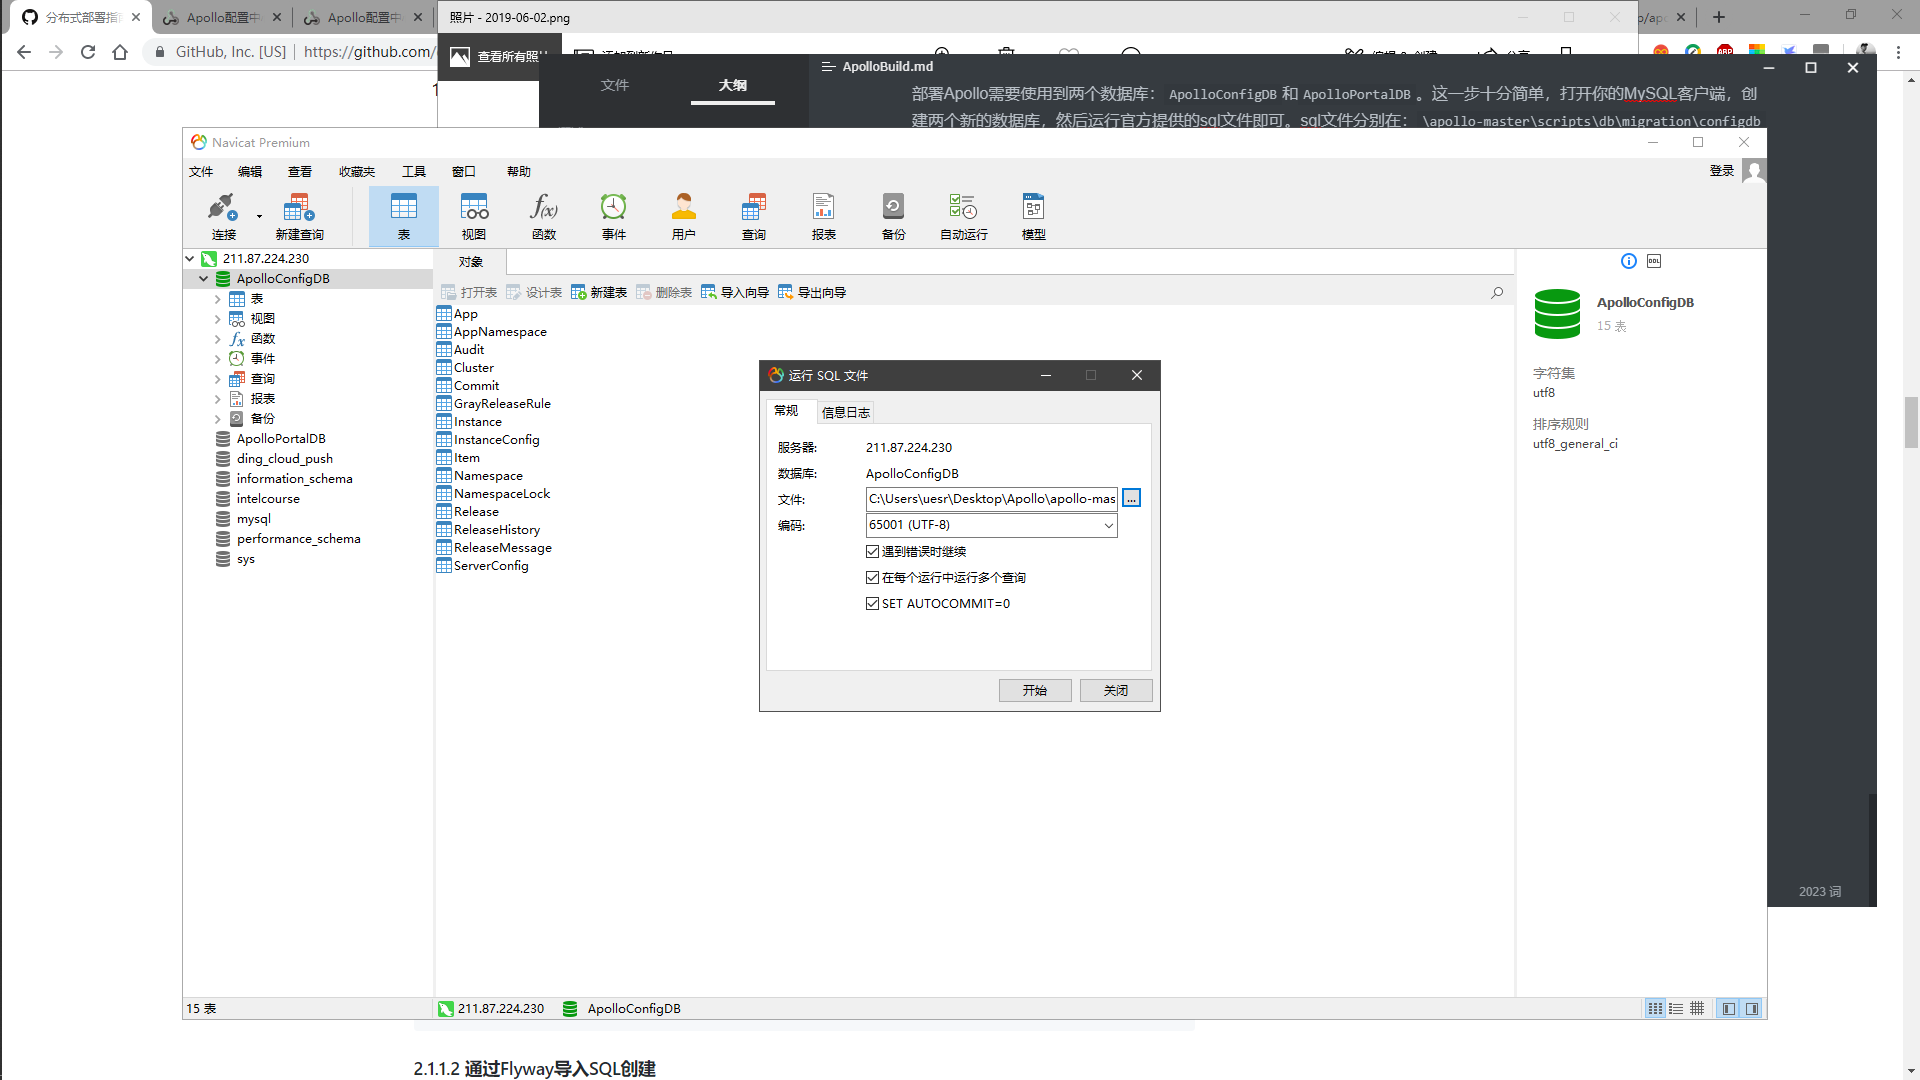 分布式部署指
Apollo配置中
Apollo配置中
照片 - 2019-06-02.png
GitHub, Inc. [US]
https://github.com/
查看所有照片
文件
大纲
ApolloBuild.md
部署Apollo需要使用到两个数据库： ApolloConfigDB 和 ApolloPortalDB 。这一步十分简单，打开你的MySQL客户端，创
建两个新的数据库，然后运行官方提供的sql文件即可。sql文件分别在： \apollo-master\scripts\db\migration\configdb
Navicat Premium
文件 编辑 查看 收藏夹 工具 窗口 帮助
登录
连接 新建查询 表 视图 函数 事件 用户 查询 报表 备份 自动运行 模型
211.87.224.230
ApolloConfigDB
表
视图
函数
事件
查询
报表
备份
ApolloPortalDB
ding_cloud_push
information_schema
intelcourse
mysql
performance_schema
sys
对象
打开表 设计表 新建表 删除表 导入向导 导出向导
App
AppNamespace
Audit
Cluster
Commit
GrayReleaseRule
Instance
InstanceConfig
Item
Namespace
NamespaceLock
Release
ReleaseHistory
ReleaseMessage
ServerConfig
运行 SQL 文件
常规 信息日志
服务器: 211.87.224.230
数据库: ApolloConfigDB
文件: C:\Users\uesr\Desktop\Apollo\apollo-mas ...
编码: 65001 (UTF-8)
遇到错误时继续
在每个运行中运行多个查询
SET AUTOCOMMIT=0
开始 关闭
DDL
ApolloConfigDB
15 表
字符集
utf8
排序规则
utf8_general_ci
2023 词
15 表
211.87.224.230
ApolloConfigDB
2.1.1.2 通过Flyway导入SQL创建